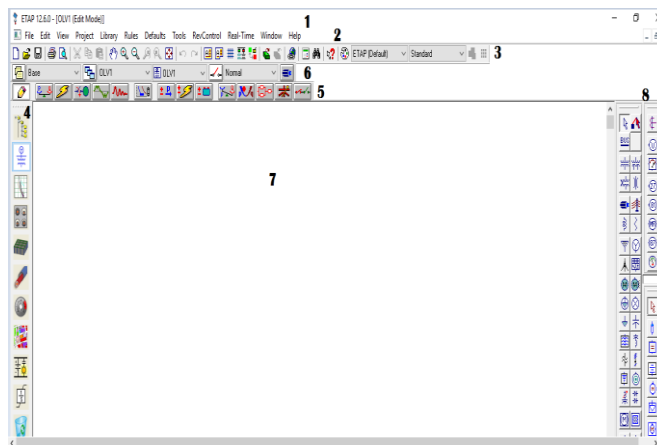 ETAP 12.6.0 - [OLV1 (Edit Mode)]
1
File Edit View Project Library Rules Defaults Tools RevControl Real-Time Window Help
2
ETAP (Default) Standard
3
Base OLV1 OLV1 Normal
6
5
8
4
7
BUS